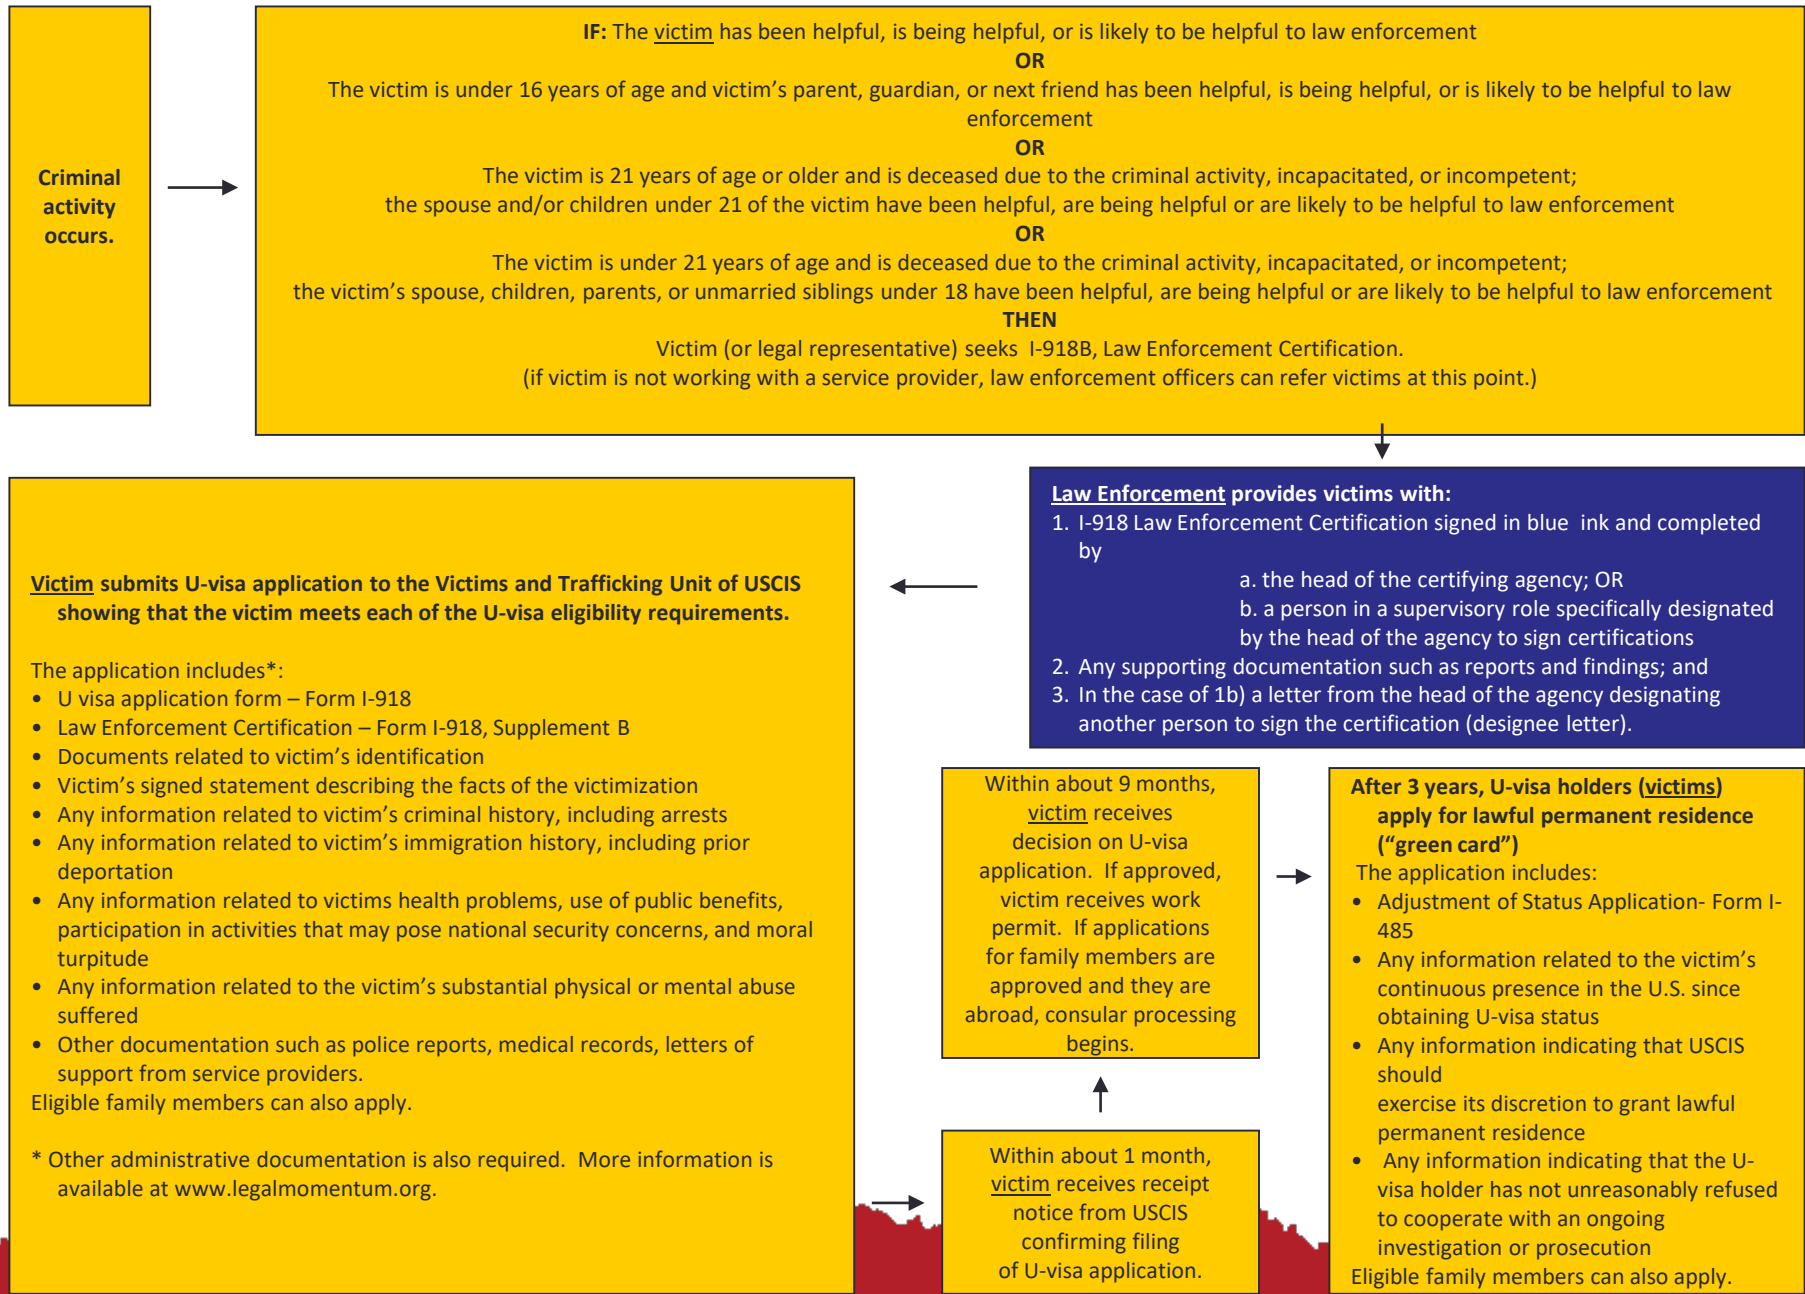 Criminal
activity
occurs.
IF: The victim has been helpful, is being helpful, or is likely to be helpful to law enforcement
OR
The victim is under 16 years of age and victim's parent, guardian, or next friend has been helpful, is being helpful, or is likely to be helpful to law
enforcement
OR
The victim is 21 years of age or older and is deceased due to the criminal activity, incapacitated, or incompetent;
the spouse and/or children under 21 of the victim have been helpful, are being helpful or are likely to be helpful to law enforcement
OR
The victim is under 21 years of age and is deceased due to the criminal activity, incapacitated, or incompetent;
the victim's spouse, children, parents, or unmarried siblings under 18 have been helpful, are being helpful or are likely to be helpful to law enforcement
THEN
Victim (or legal representative) seeks I-918B, Law Enforcement Certification.
(if victim is not working with a service provider, law enforcement officers can refer victims at this point.)
Law Enforcement provides victims with:
1. I-918 Law Enforcement Certification signed in blue ink and completed
by
a. the head of the certifying agency; OR
b. a person in a supervisory role specifically designated
by the head of the agency to sign certifications
2. Any supporting documentation such as reports and findings; and
3. In the case of 1b) a letter from the head of the agency designating
another person to sign the certification (designee letter).
Victim submits U-visa application to the Victims and Trafficking Unit of USCIS
showing that the victim meets each of the U-visa eligibility requirements.
The application includes*:
• U visa application form – Form I-918
• Law Enforcement Certification – Form I-918, Supplement B
• Documents related to victim's identification
• Victim's signed statement describing the facts of the victimization
• Any information related to victim's criminal history, including arrests
• Any information related to victim's immigration history, including prior
deportation
• Any information related to victims health problems, use of public benefits,
participation in activities that may pose national security concerns, and moral
turpitude
• Any information related to the victim's substantial physical or mental abuse
suffered
• Other documentation such as police reports, medical records, letters of
support from service providers.
Eligible family members can also apply.
* Other administrative documentation is also required. More information is
available at www.legalmomentum.org.
Within about 1 month,
victim receives receipt
notice from USCIS
confirming filing
of U-visa application.
Within about 9 months,
victim receives
decision on U-visa
application. If approved,
victim receives work
permit. If applications
for family members are
approved and they are
abroad, consular processing
begins.
After 3 years, U-visa holders (victims)
apply for lawful permanent residence
(“green card”)
The application includes:
• Adjustment of Status Application- Form I-
485
• Any information related to the victim's
continuous presence in the U.S. since
obtaining U-visa status
• Any information indicating that USCIS
should
exercise its discretion to grant lawful
permanent residence
• Any information indicating that the U-
visa holder has not unreasonably refused
to cooperate with an ongoing
investigation or prosecution
Eligible family members can also apply.